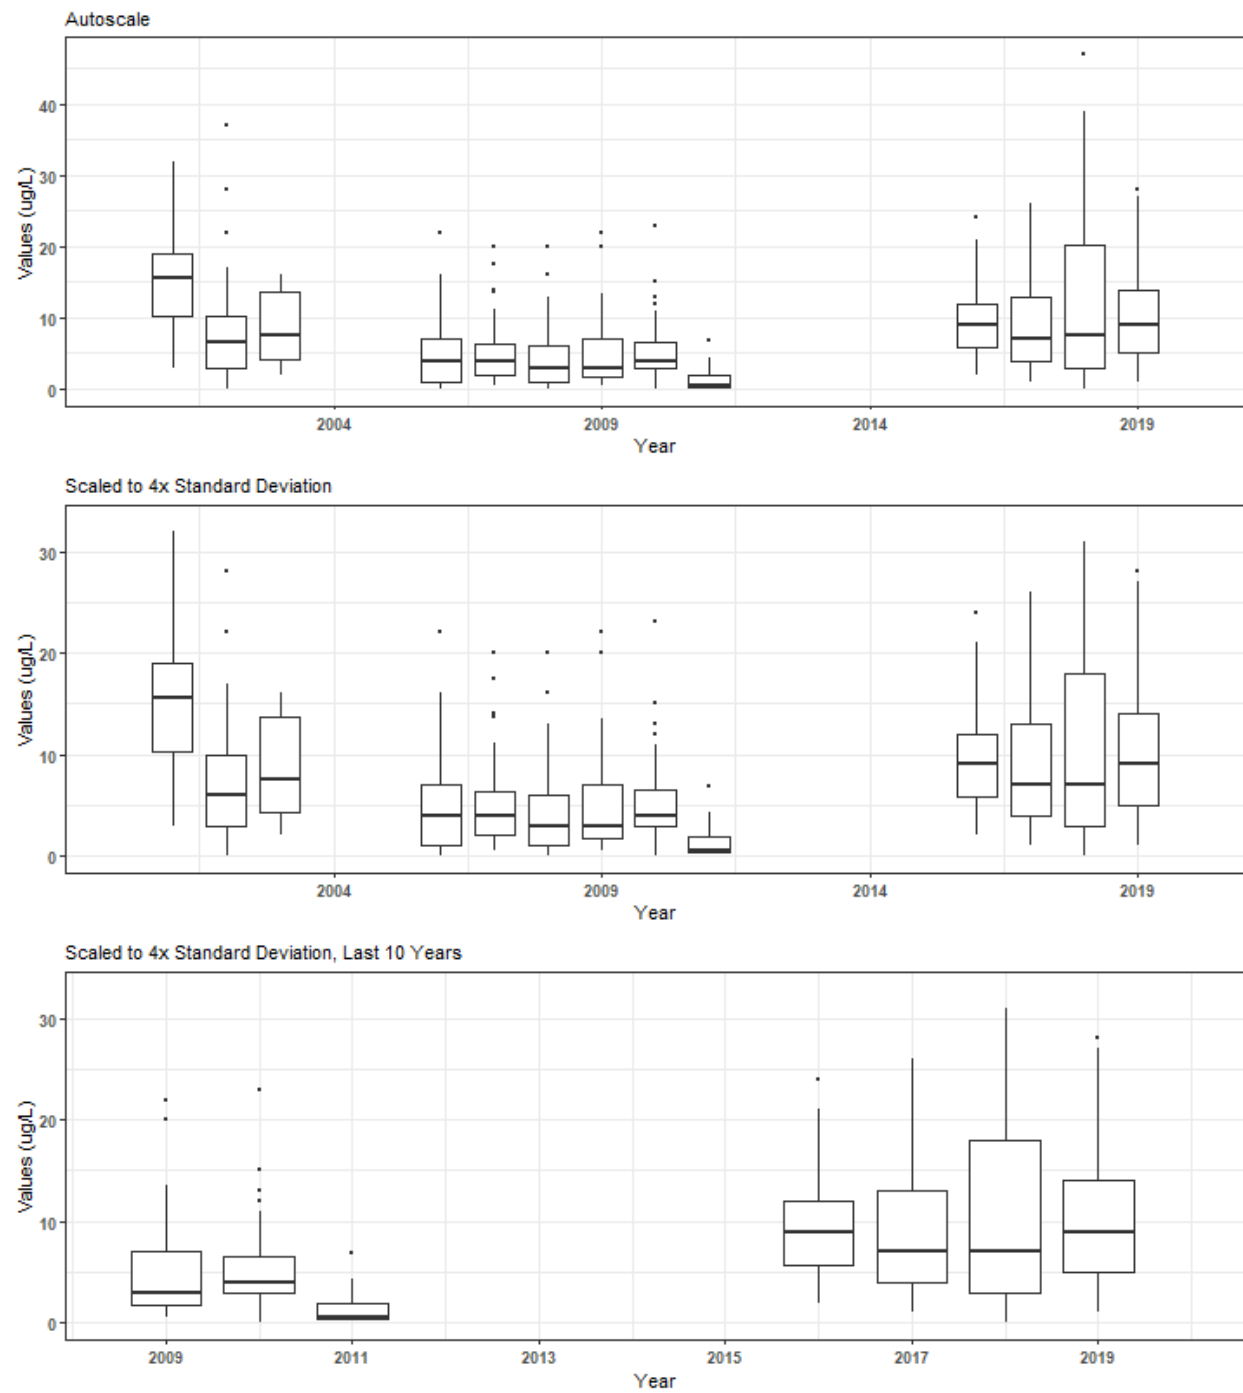 Autoscale
Values (ug/L)
40
30
20
10
0
2004 2009 2014 2019
Year
Scaled to 4x Standard Deviation
Values (ug/L)
30
20
10
0
2004 2009 2014 2019
Year
Scaled to 4x Standard Deviation, Last 10 Years
Values (ug/L)
30
20
10
0
2009 2011 2013 2015 2017 2019
Year